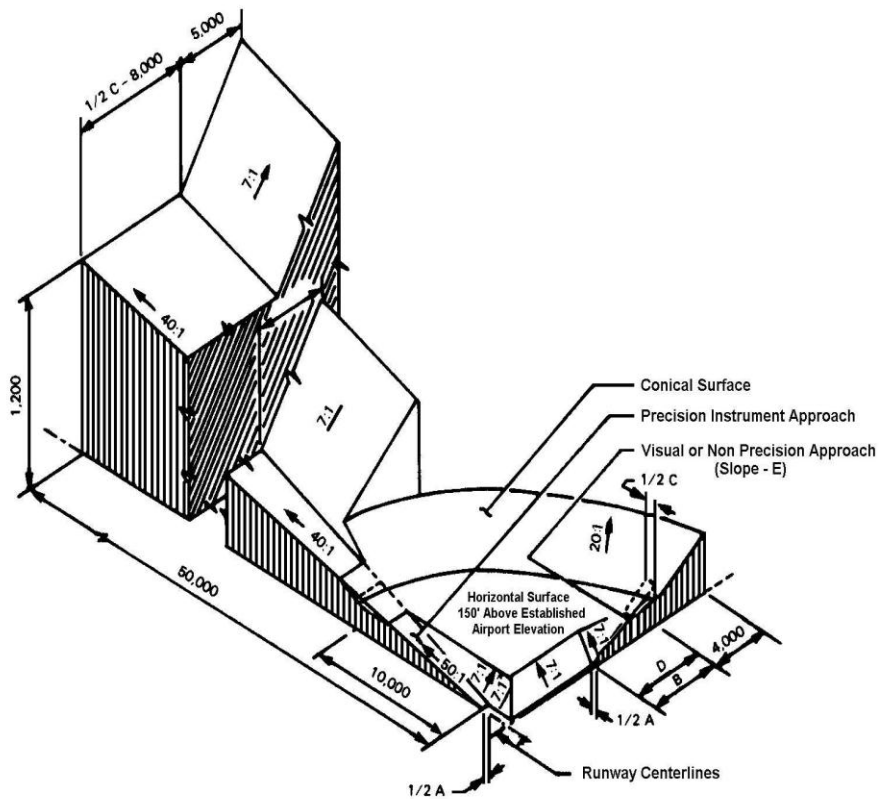 5,000
1/2 C – 8,000
7:1
40:1
1,200
7:1
Conical Surface
Precision Instrument Approach
Visual or Non Precision Approach
(Slope - E)
1/2 C
20:1
40:1
50,000
Horizontal Surface
150' Above Established
Airport Elevation
7:1
50:1
7:1
7:1
7:1
10,000
4,000
D
B
1/2 A
Runway Centerlines
1/2 A